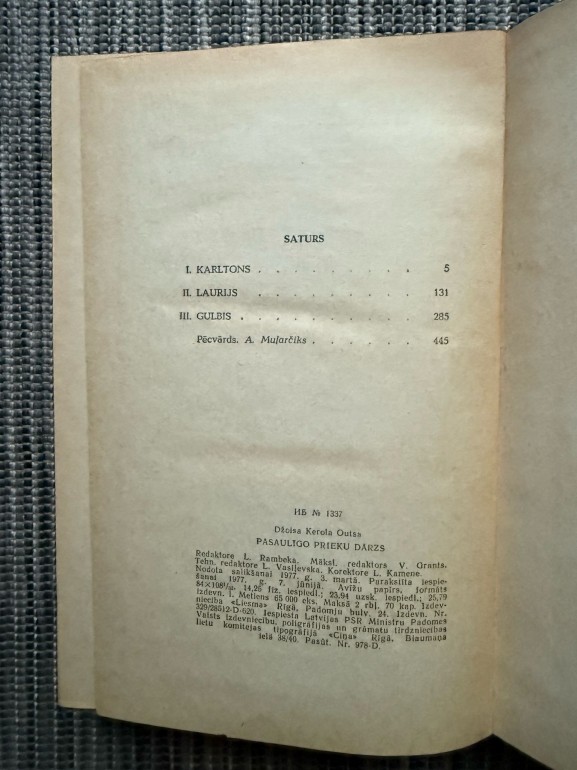 SATURS
I. KARLTONS . . . . . . . . . 5
II. LAURIJS . . . . . . . . . 131
III. GULBIS . . . . . . . . . 285
Pēcvārds. A. Muļarčiks . . . . . . 445
ИБ № 1337
Džoisa Kerola Outsa
PASAULĪGO PRIEKU DĀRZS
Redaktore L. Rambeka. Māksl. redaktors V. Grants.
Tehn. redaktore L. Vasiļevska. Korektore L. Kamene.
Nodota salikšanai 1977. g. 3. martā. Parakstīta iespie-
šanai 1977. g. 7. jūnijā. Avīžu papīrs, formāts
84×108/32. 14,25 fiz. iespiedl.; 23,94 uzsk. iespiedl.; 25,79
izdevn. l. Metiens 65 000 eks. Maksā 2 rbļ. 70 kap. Izdev-
niecība «Liesma» Rīgā, Padomju bulv. 24. Izdevn. Nr.
329/28512-D-620. Iespiesta Latvijas PSR Ministru Padomes
Valsts izdevniecību, poligrāfijas un grāmatu tirdzniecības
lietu komitejas tipogrāfijā «Cīņa» Rīgā, Blaumaņa
ielā 38/40. Pasūt. Nr. 978-D.